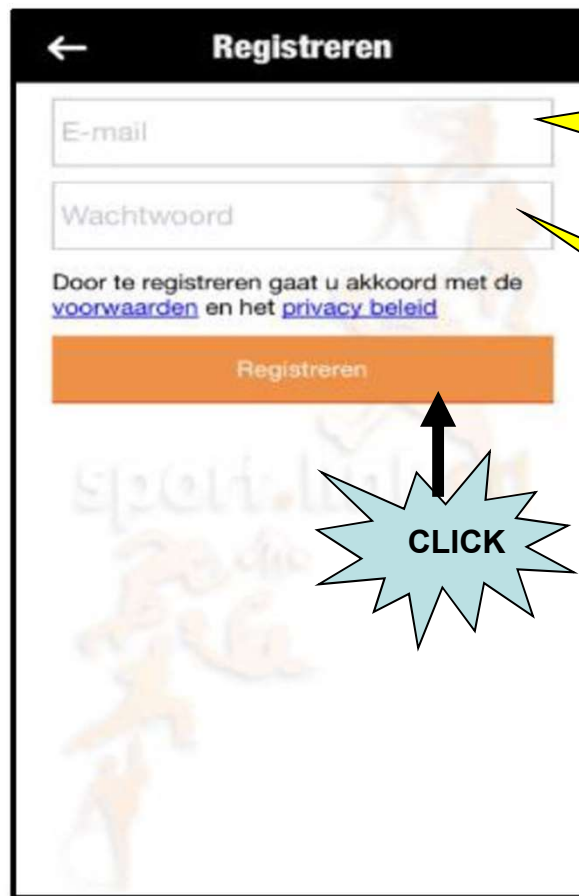 Registreren
E-mail
Wachtwoord
Door te registreren gaat u akkoord met de
voorwaarden en het privacy beleid
Registreren
CLICK